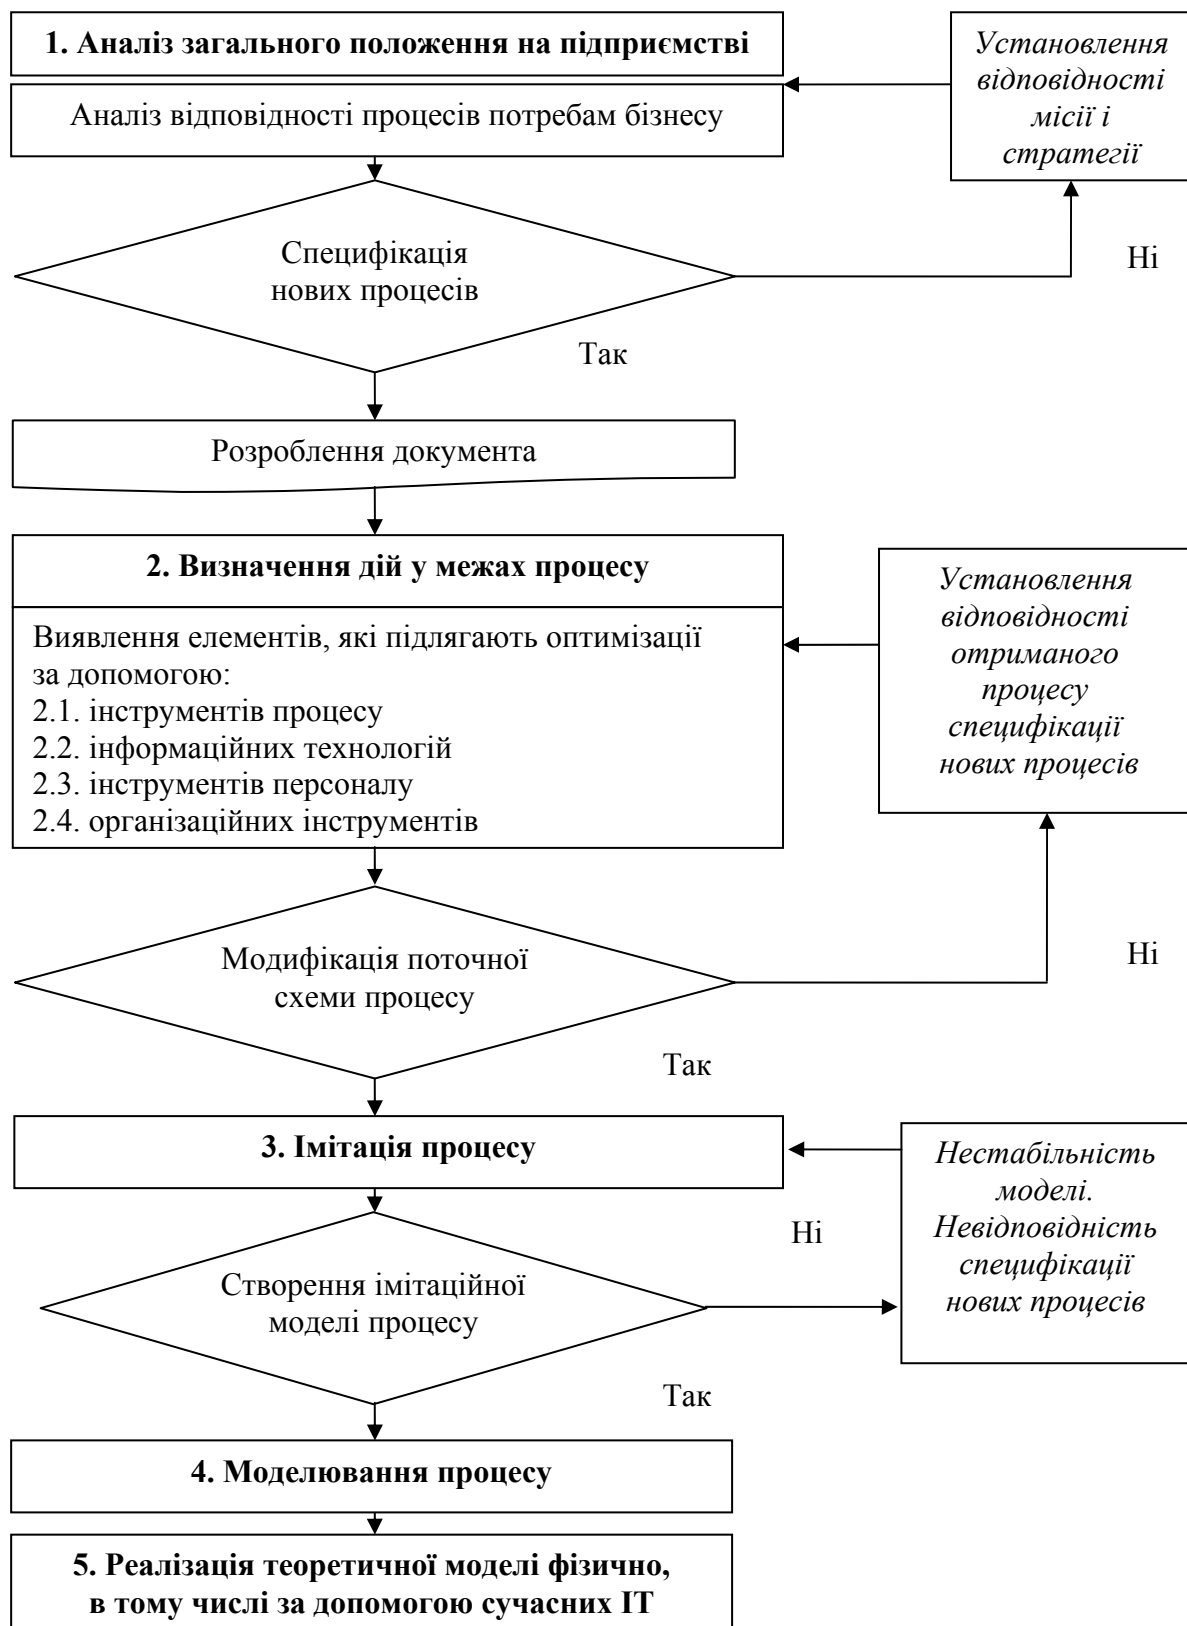 1. Аналіз загального положення на підприємстві
Аналіз відповідності процесів потребам бізнесу
Установлення
відповідності
місії і
стратегії
Специфікація
нових процесів
Ні
Так
Розроблення документа
2. Визначення дій у межах процесу
Виявлення елементів, які підлягають оптимізації
за допомогою:
2.1. інструментів процесу
2.2. інформаційних технологій
2.3. інструментів персоналу
2.4. організаційних інструментів
Установлення
відповідності
отриманого
процесу
специфікації
нових процесів
Модифікація поточної
схеми процесу
Ні
Так
3. Імітація процесу
Нестабільність
моделі.
Невідповідність
специфікації
нових процесів
Ні
Створення імітаційної
моделі процесу
Так
4. Моделювання процесу
5. Реалізація теоретичної моделі фізично,
в тому числі за допомогою сучасних ІТ